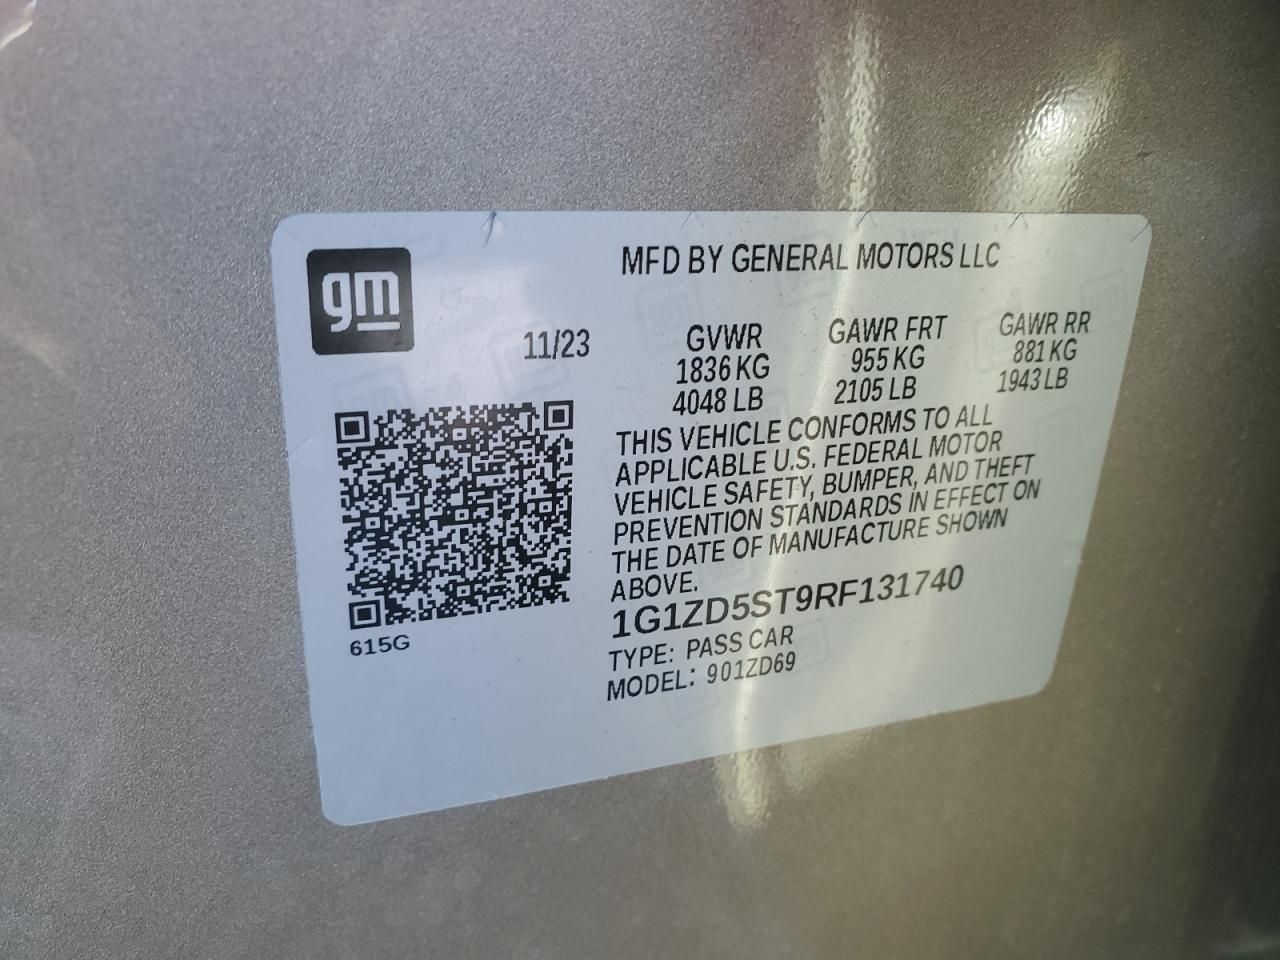 gm
MFD BY GENERAL MOTORS LLC
11/23
GVWR GAWR FRT GAWR RR
1836 KG 955 KG 881 KG
4048 LB 2105 LB 1943 LB
THIS VEHICLE CONFORMS TO ALL
APPLICABLE U.S. FEDERAL MOTOR
VEHICLE SAFETY, BUMPER, AND THEFT
PREVENTION STANDARDS IN EFFECT ON
THE DATE OF MANUFACTURE SHOWN
ABOVE.
1G1ZD5ST9RF131740
TYPE: PASS CAR
MODEL: 901ZD69
615G